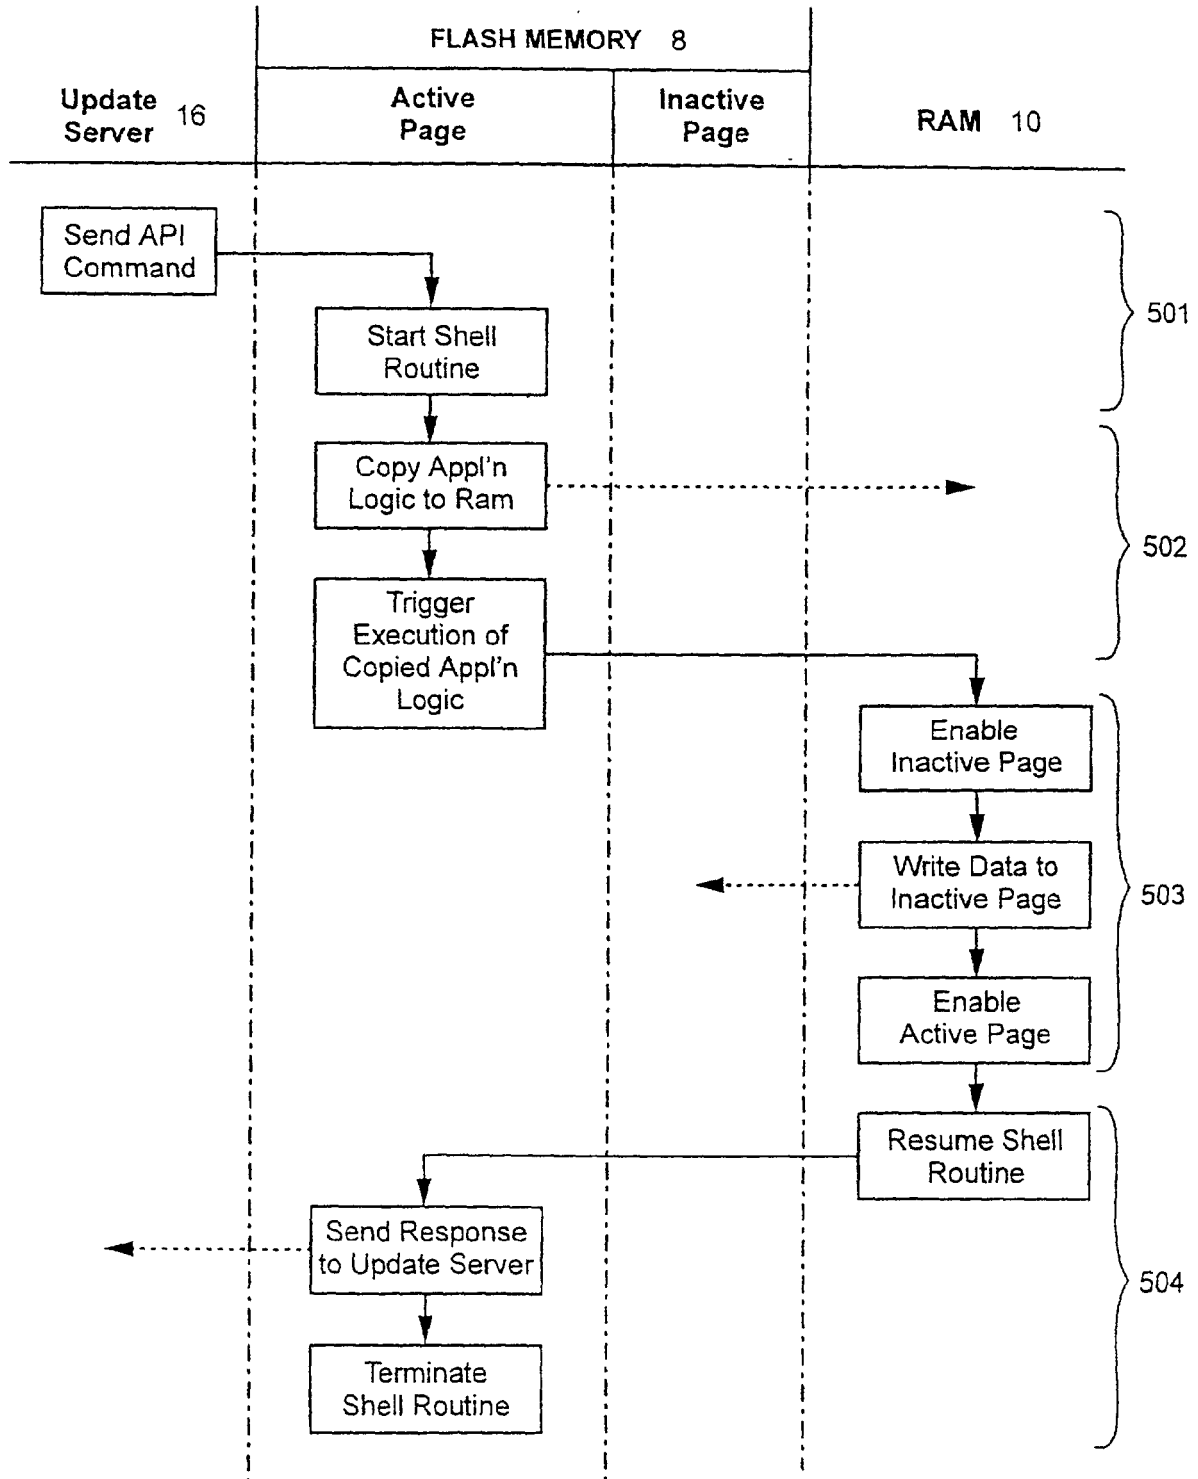 FLASH MEMORY 8
Update
Server 16
Active
Page
Inactive
Page
RAM 10
Send API
Command
Start Shell
Routine
501
Copy Appl'n
Logic to Ram
502
Trigger
Execution of
Copied Appl'n
Logic
Enable
Inactive Page
Write Data to
Inactive Page
503
Enable
Active Page
Resume Shell
Routine
Send Response
to Update Server
504
Terminate
Shell Routine